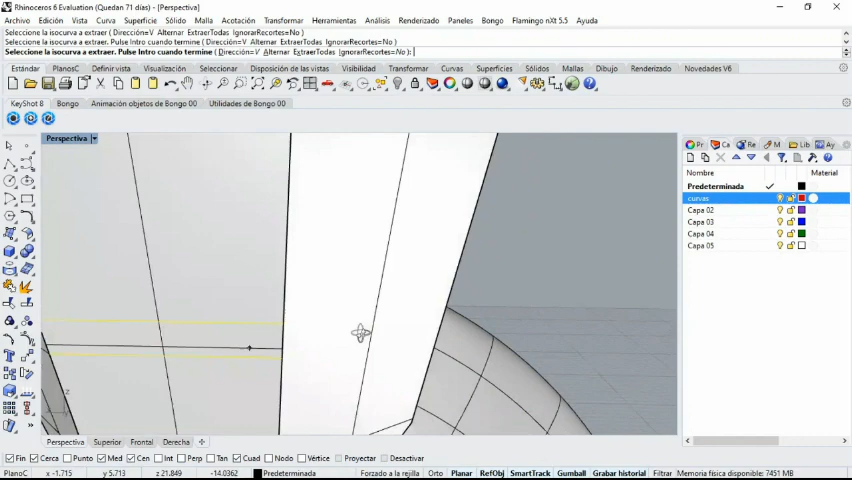 Rhinoceros 6 Evaluation (Quedan 71 días) - [Perspectiva]
Archivo Edición Vista Curva Superficie Sólido Malla Acotación Transformar Herramientas Análisis Renderizado Paneles Bongo Flamingo nXt 5.5 Ayuda
Seleccione la isocurva a extraer ( Dirección=V Alternar ExtraerTodas IgnorarRecortes=No ):
Seleccione la isocurva a extraer. Pulse Intro cuando termine ( Dirección=V Alternar ExtraerTodas IgnorarRecortes=No )
Seleccione la isocurva a extraer. Pulse Intro cuando termine ( Dirección=V Alternar ExtraerTodas IgnorarRecortes=No ):
Estándar PlanosC Definir vista Visualización Seleccionar Disposición de las vistas Visibilidad Transformar Curvas Superficies Sólidos Mallas Dibujo Renderizado Novedades V6
KeyShot 8 Bongo Animación objetos de Bongo 00 Utilidades de Bongo 00
Perspectiva
Pr Ca Re M Lib Ay
Nombre Material
Predeterminada
curvas
Capa 02
Capa 03
Capa 04
Capa 05
z
Perspectiva Superior Frontal Derecha
Fin Cerca Punto Med Cen Int Perp Tan Cuad Nodo Vértice Proyectar Desactivar
PlanoC x -1.715 y 5.713 z 21.849 -14.0362 Predeterminada Forzado a la rejilla Orto Planar RefObj SmartTrack Gumball Grabar historial Filtrar Memoria física disponible: 7451 MB